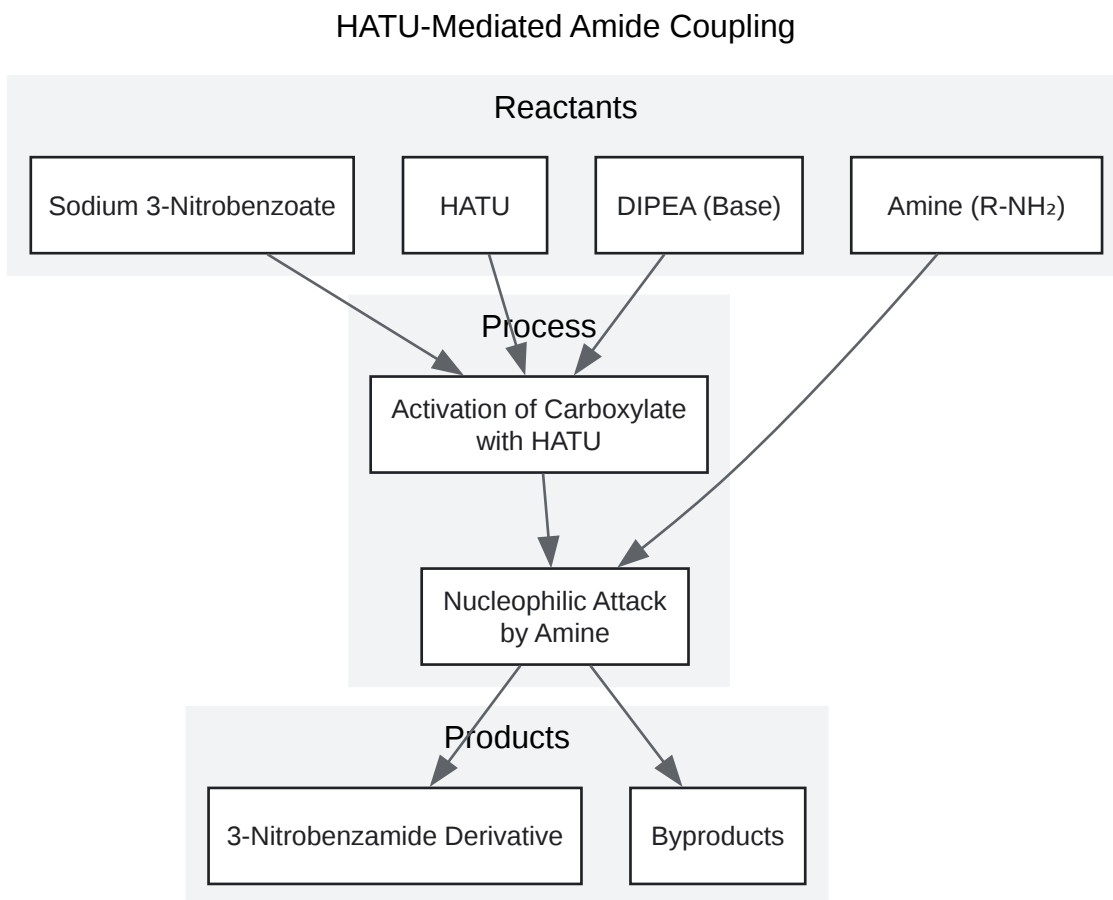 HATU-Mediated Amide Coupling
Reactants
Sodium 3-Nitrobenzoate
HATU
DIPEA (Base)
Amine (R-NH₂)
Process
Activation of Carboxylate
with HATU
Nucleophilic Attack
by Amine
Products
3-Nitrobenzamide Derivative
Byproducts